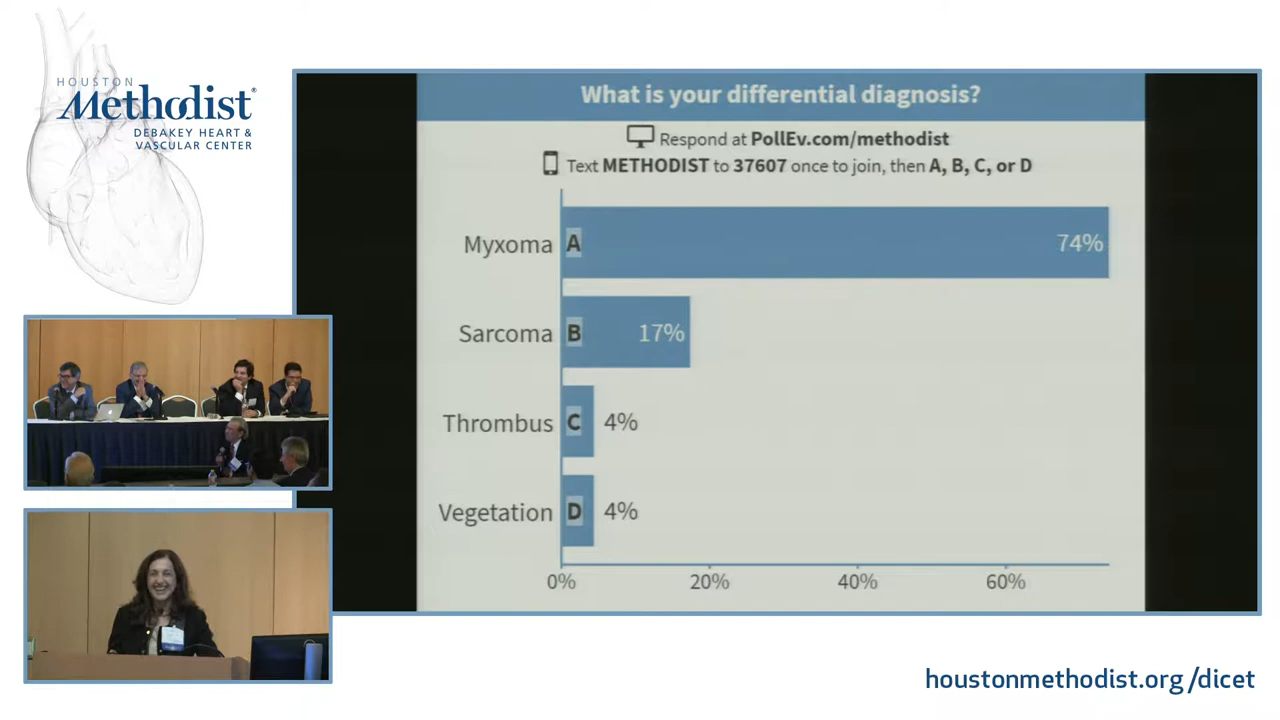 HOUSTON
Methodist®
DEBAKEY HEART &
VASCULAR CENTER
What is your differential diagnosis?
Respond at PollEv.com/methodist
Text METHODIST to 37607 once to join, then A, B, C, or D
Myxoma A 74%
Sarcoma B 17%
Thrombus C 4%
Vegetation D 4%
0% 20% 40% 60%
houstonmethodist.org/dicet